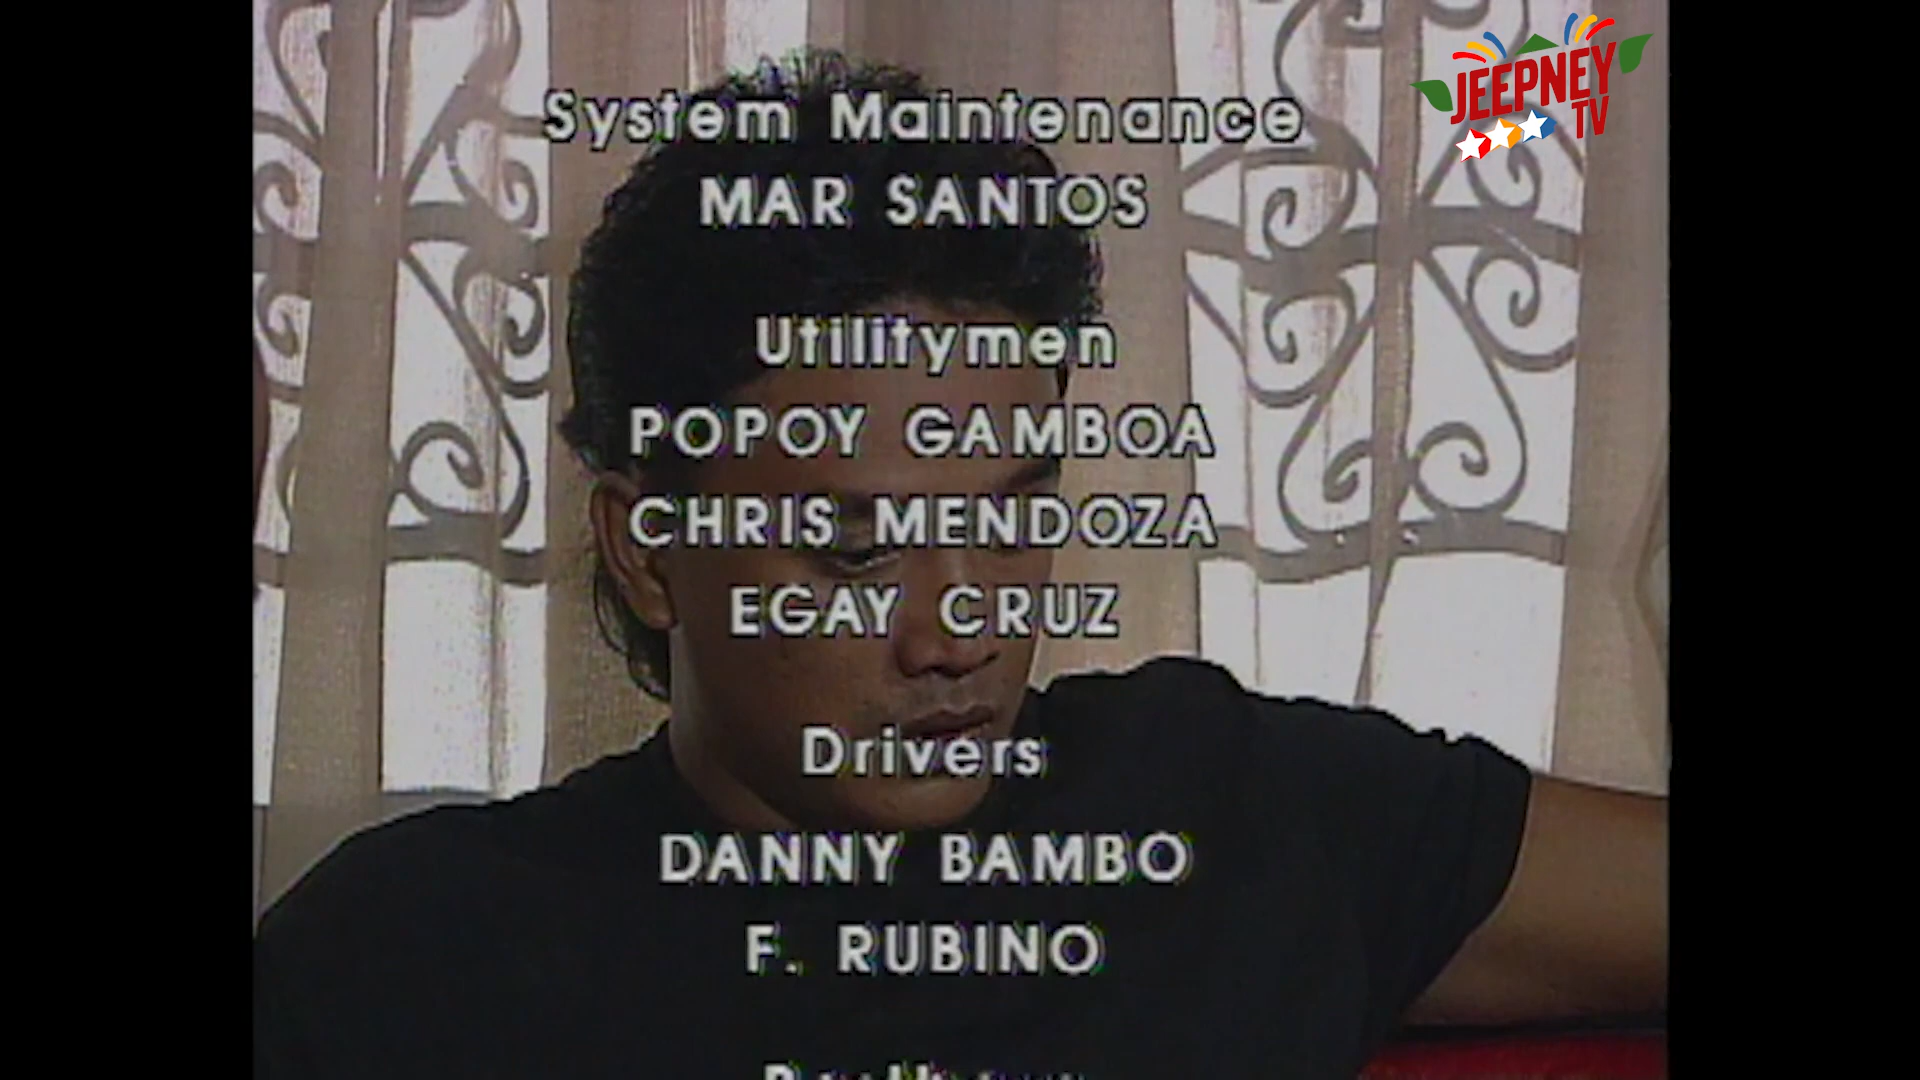 JEEPNEY
TV
System Maintenance
MAR SANTOS
Utilitymen
POPOY GAMBOA
CHRIS MENDOZA
EGAY CRUZ
Drivers
DANNY BAMBO
F. RUBINO